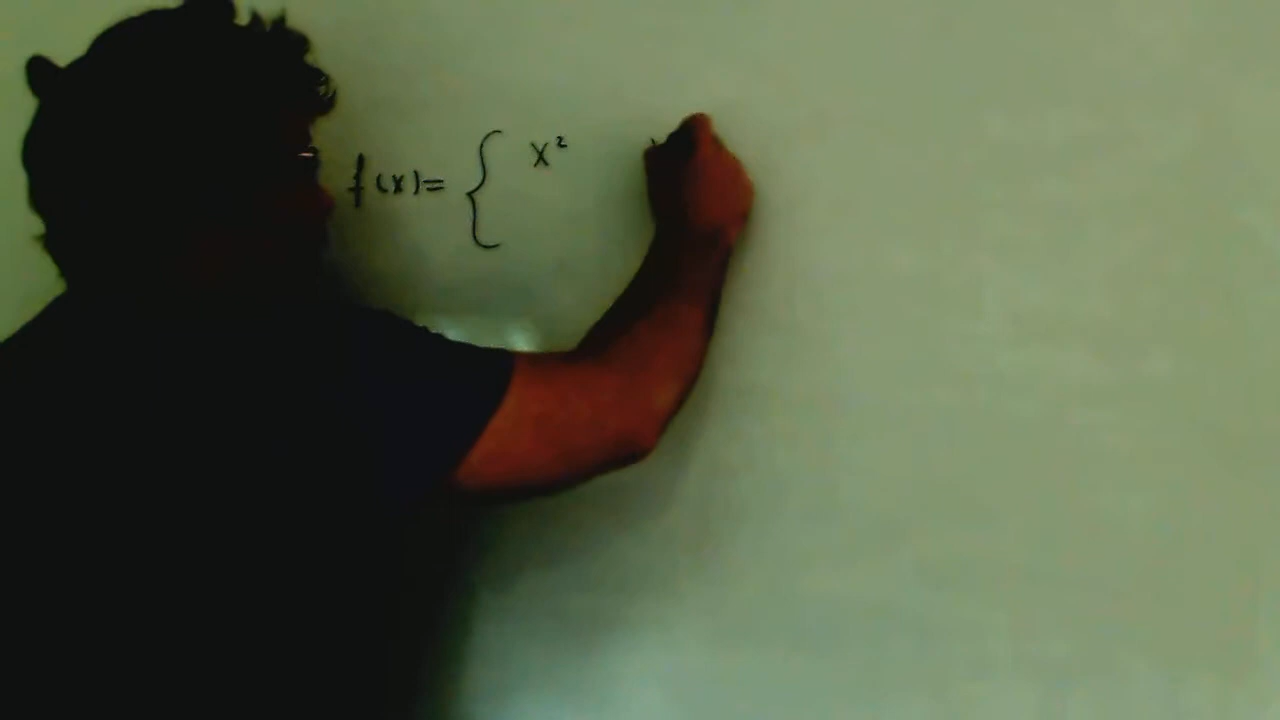 f(x)= { x²